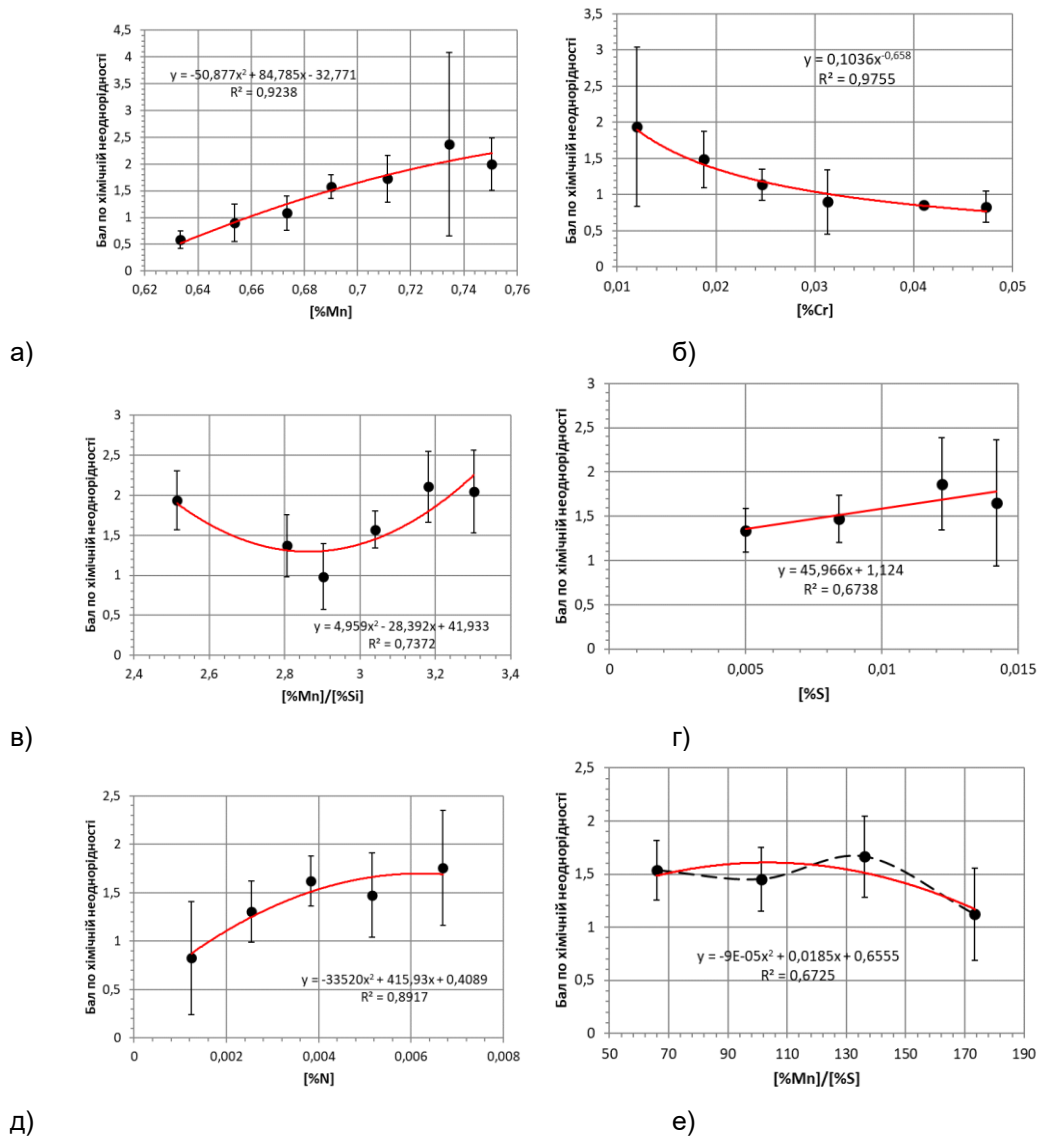 Бал по хімічній неоднорідності
4,5
4
3,5
3
2,5
2
1,5
1
0,5
0
y = -50,877x² + 84,785x - 32,771
R² = 0,9238
0,62 0,64 0,66 0,68 0,7 0,72 0,74 0,76
[%Mn]
а)
Бал по хімічній неоднорідності
3,5
3
2,5
2
1,5
1
0,5
0
y = 0,1036x^-0,658
R² = 0,9755
0,01 0,02 0,03 0,04 0,05
[%Cr]
б)
Бал по хімічній неоднорідності
3
2,5
2
1,5
1
0,5
0
y = 4,959x² - 28,392x + 41,933
R² = 0,7372
2,4 2,6 2,8 3 3,2 3,4
[%Mn]/[%Si]
в)
Бал по хімічній неоднорідності
3
2,5
2
1,5
1
0,5
0
y = 45,966x + 1,124
R² = 0,6738
0 0,005 0,01 0,015
[%S]
г)
Бал по хімічній неоднорідності
2,5
2
1,5
1
0,5
0
y = -33520x² + 415,93x + 0,4089
R² = 0,8917
0 0,002 0,004 0,006 0,008
[%N]
д)
Бал по хімічній неоднорідності
2,5
2
1,5
1
0,5
0
y = -9E-05x² + 0,0185x + 0,6555
R² = 0,6725
50 70 90 110 130 150 170 190
[%Mn]/[%S]
е)